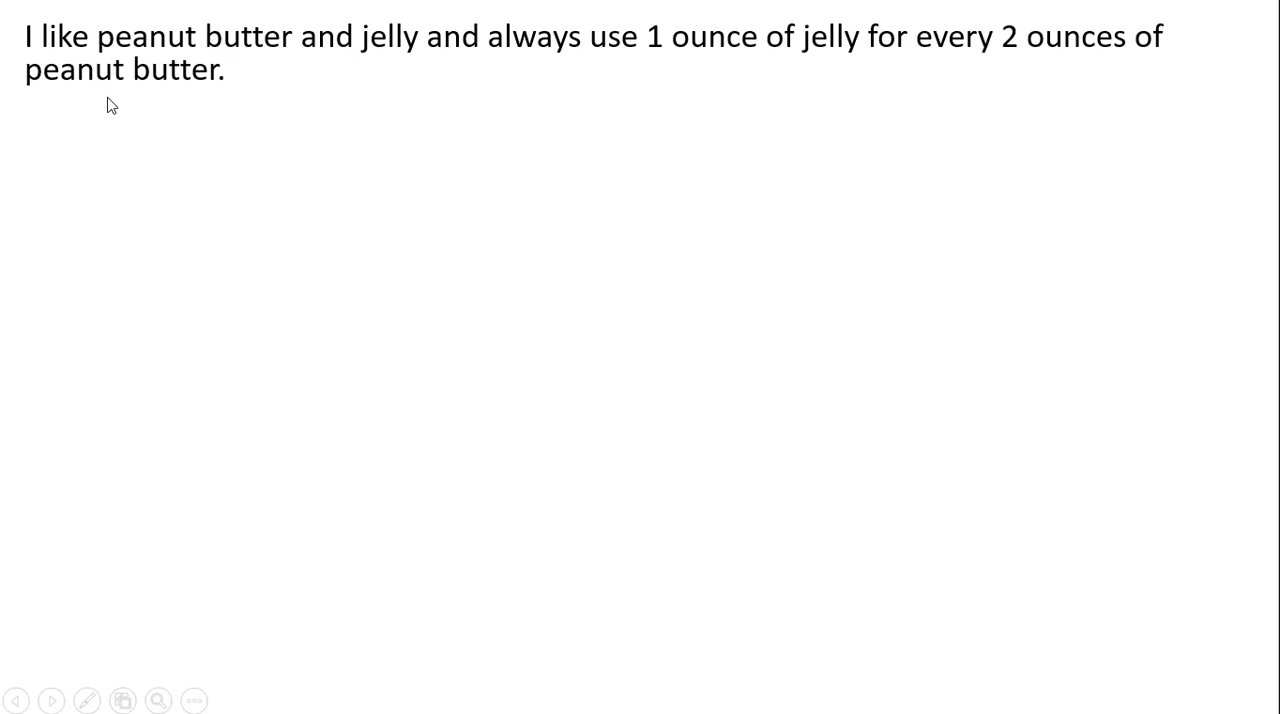 I like peanut butter and jelly and always use 1 ounce of jelly for every 2 ounces of
peanut butter.